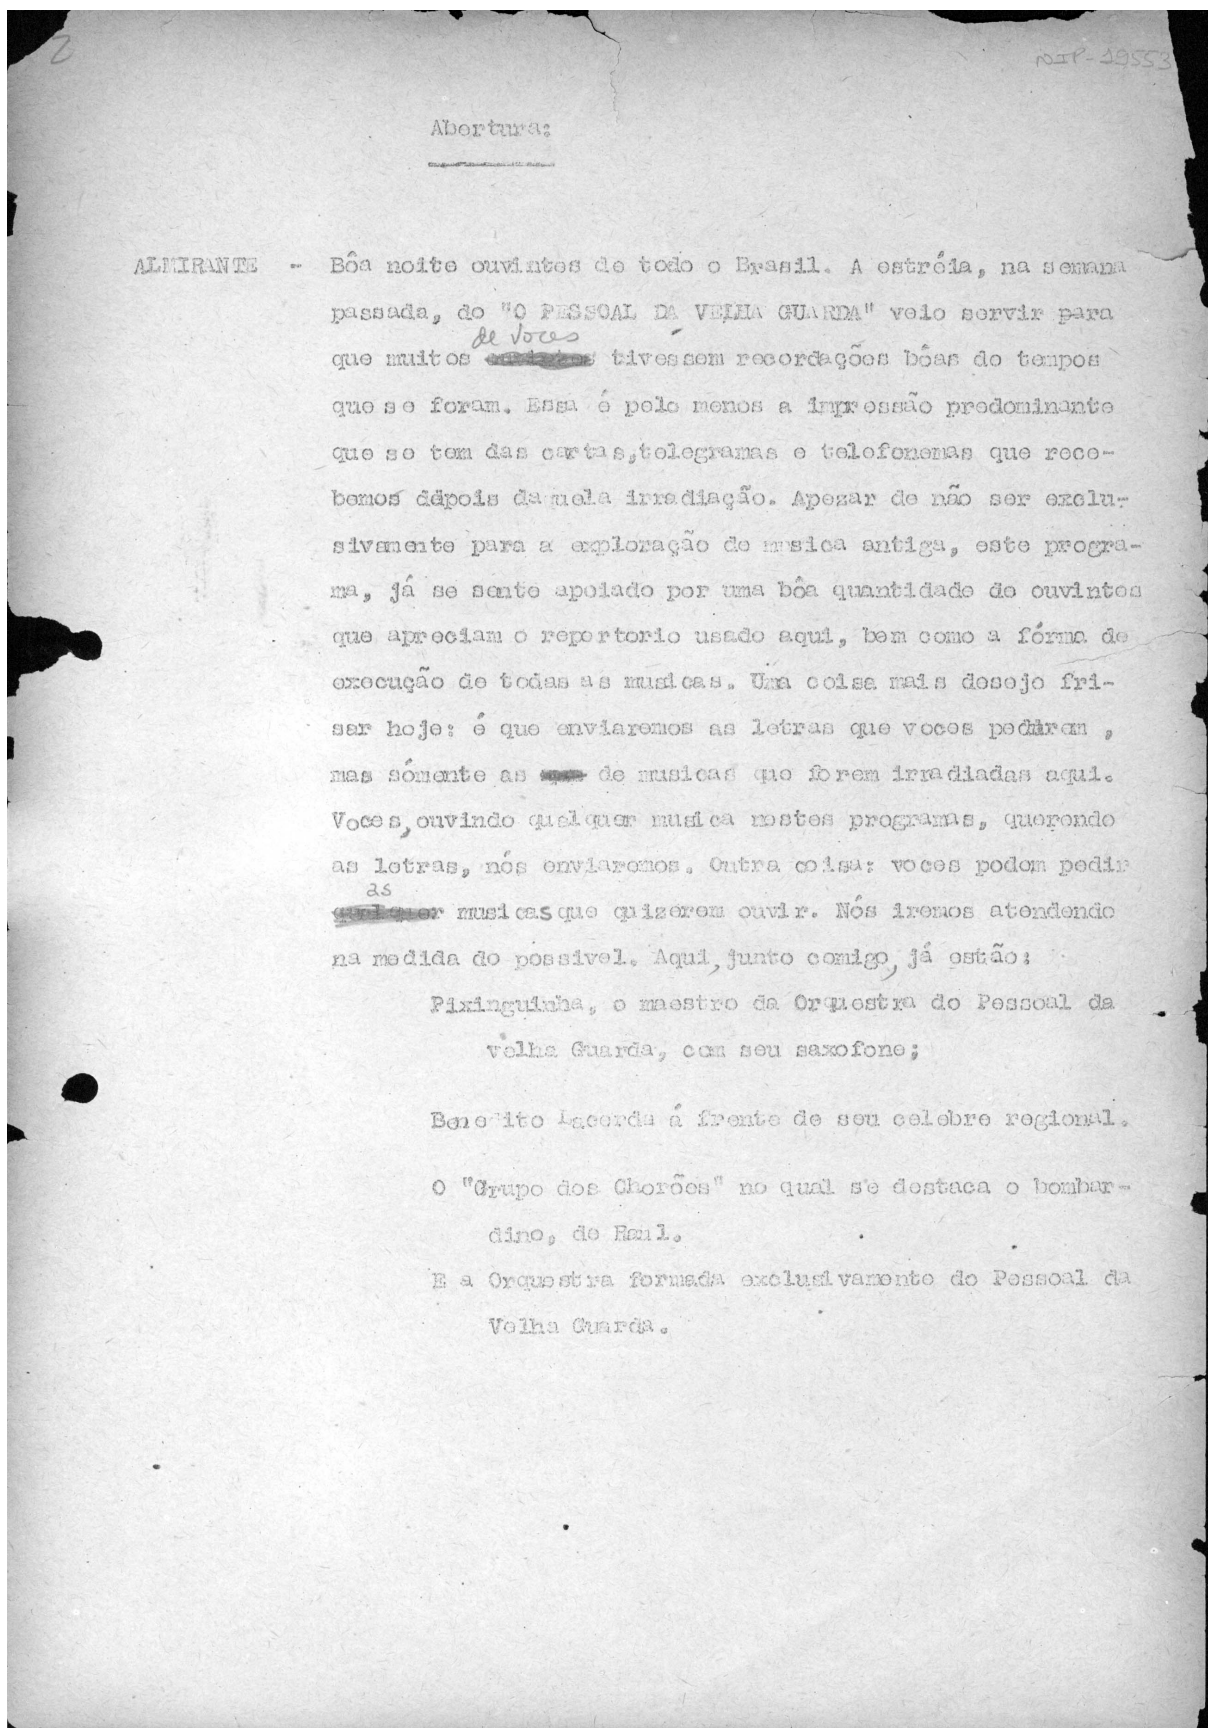 2
NIP-19553
Abertura:
ALMIRANTE - Bôa noite ouvintes de todo o Brasil. A estréia, na semana
passada, do "O PESSOAL DA VELHA GUARDA" veio servir para
de voces
que muitos tivessem recordações bôas de tempos
que se foram. Essa é pelo menos a impressão predominante
que se tem das cartas,telegramas e telefonemas que rece-
bemos depois daquela irradiação. Apezar de não ser exclu-
sivamente para a exploração de musica antiga, este progra-
ma, já se sente apoiado por uma bôa quantidade de ouvintes
que apreciam o repertorio usado aqui, bem como a fórma de
execução de todas as musicas. Uma coisa mais desejo fri-
sar hoje: é que enviaremos as letras que voces pedirem ,
mas sómente as de musicas que forem irradiadas aqui.
Voces, ouvindo qualquer musica nestes programas, querendo
as letras, nós enviaremos. Outra coisa: voces podem pedir
as
qualquer musicas que quizerem ouvir. Nós iremos atendendo
na medida do possivel. Aqui, junto comigo, já estão:
Pixinguinha, o maestro da Orquestra do Pessoal da
velha Guarda, com seu saxofone;
Benedito Lacerda á frente de seu celebre regional.
O "Grupo dos Chorões" no qual se destaca o bombar-
dino, de Raul.
E a Orquestra formada exclusivamente do Pessoal da
Velha Guarda.